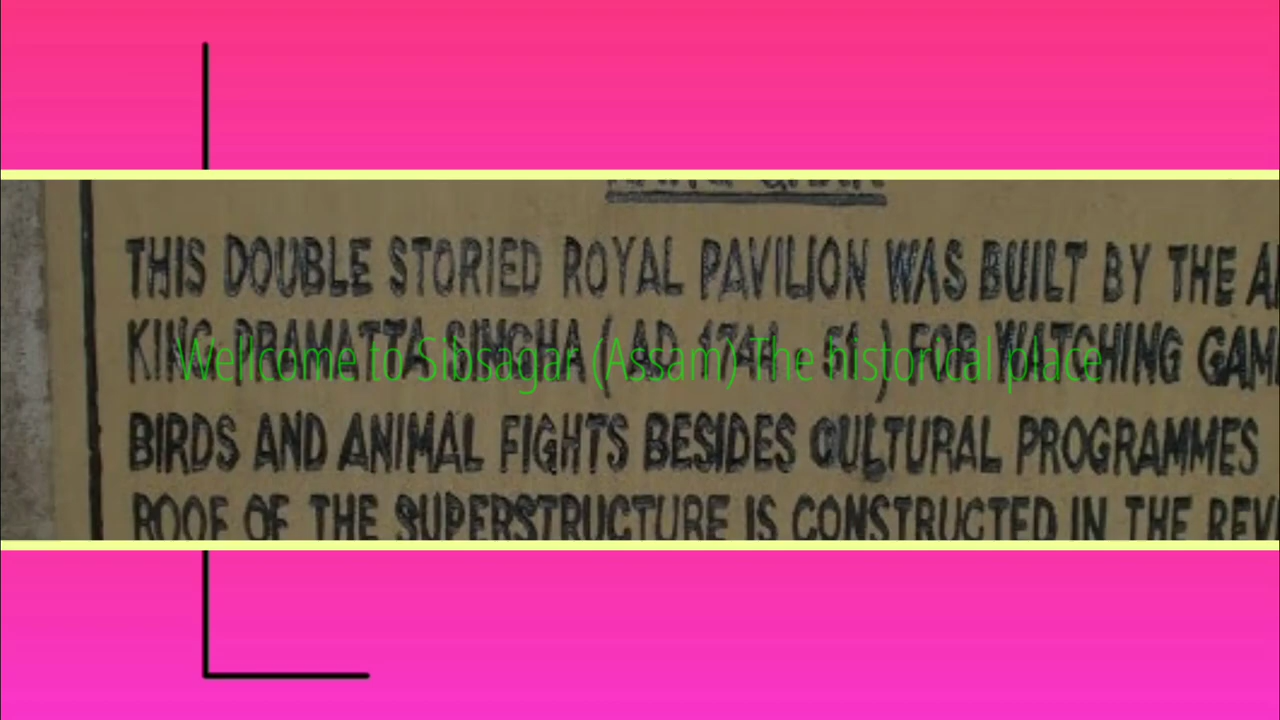 THIS DOUBLE STORIED ROYAL PAVILION WAS BUILT BY THE
KING PRAMATTA SINGHA (AD 1744 - 51) FOR WATCHING
Wellcome to Sibsagar (Assam) The historical place
BIRDS AND ANIMAL FIGHTS BESIDES CULTURAL PROGRAMMES
ROOF OF THE SUPERSTRUCTURE IS CONSTRUCTED IN THE